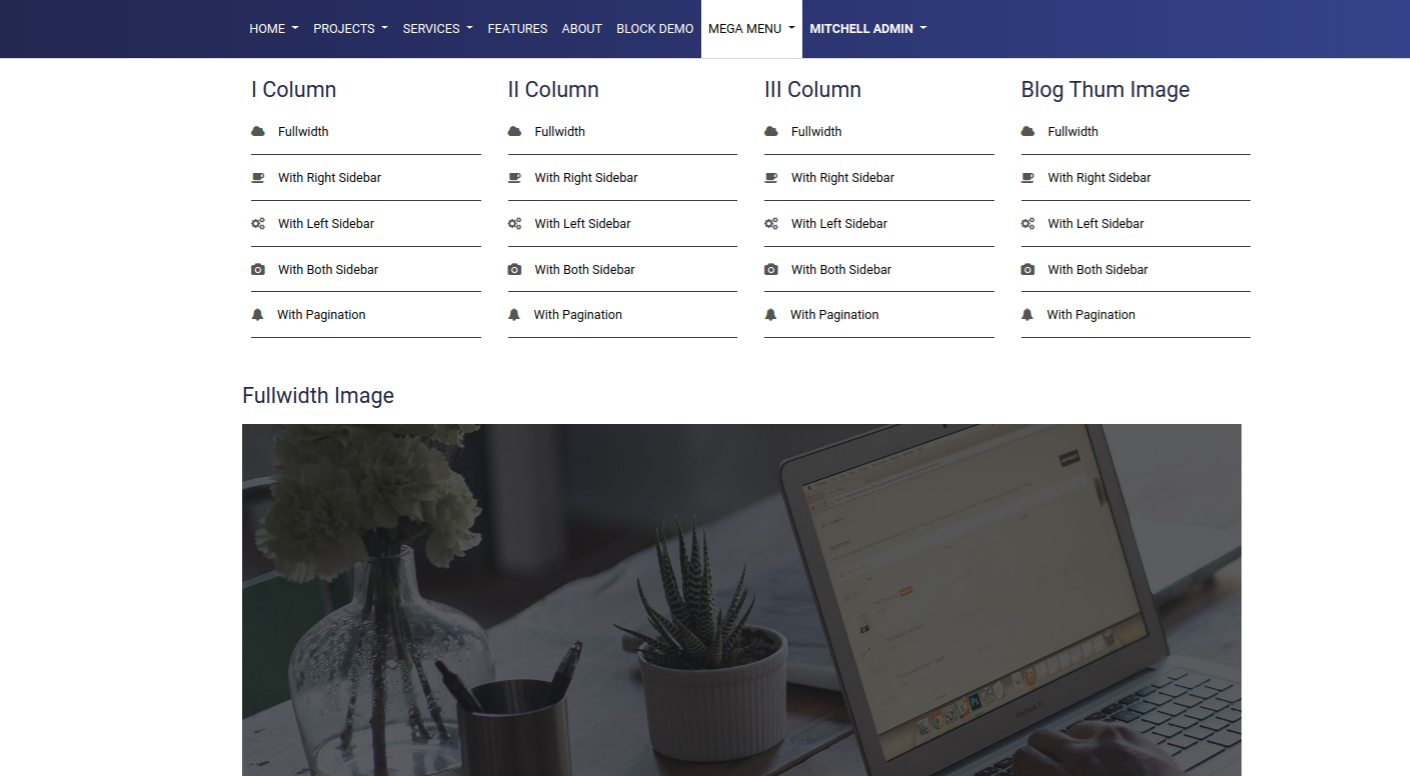 HOME PROJECTS SERVICES FEATURES ABOUT BLOCK DEMO MEGA MENU MITCHELL ADMIN
I Column
Fullwidth
With Right Sidebar
With Left Sidebar
With Both Sidebar
With Pagination
II Column
Fullwidth
With Right Sidebar
With Left Sidebar
With Both Sidebar
With Pagination
III Column
Fullwidth
With Right Sidebar
With Left Sidebar
With Both Sidebar
With Pagination
Blog Thum Image
Fullwidth
With Right Sidebar
With Left Sidebar
With Both Sidebar
With Pagination
Fullwidth Image